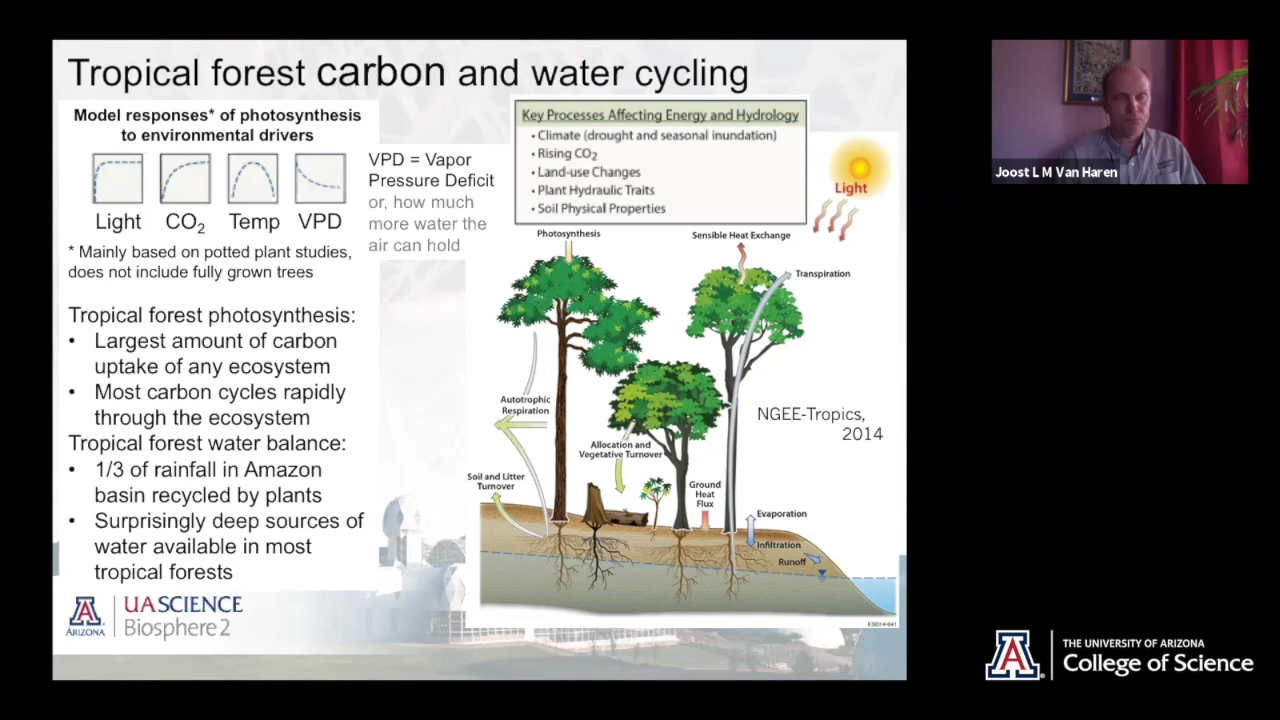 Tropical forest carbon and water cycling
Model responses* of photosynthesis
to environmental drivers
Light CO₂ Temp VPD
* Mainly based on potted plant studies,
does not include fully grown trees
VPD = Vapor
Pressure Deficit
or, how much
more water the
air can hold
Tropical forest photosynthesis:
• Largest amount of carbon
uptake of any ecosystem
• Most carbon cycles rapidly
through the ecosystem
Tropical forest water balance:
• 1/3 of rainfall in Amazon
basin recycled by plants
• Surprisingly deep sources of
water available in most
tropical forests
Key Processes Affecting Energy and Hydrology
• Climate (drought and seasonal inundation)
• Rising CO₂
• Land-use Changes
• Plant Hydraulic Traits
• Soil Physical Properties
Light
Photosynthesis
Sensible Heat Exchange
Transpiration
Autotrophic
Respiration
NGEE-Tropics,
2014
Allocation and
Vegetative Turnover
Soil and Litter
Turnover
Ground
Heat
Flux
Evaporation
Infiltration
Runoff
ESD14-041
A
ARIZONA
UASCIENCE
Biosphere 2
Joost L M Van Haren
A
THE UNIVERSITY OF ARIZONA
College of Science